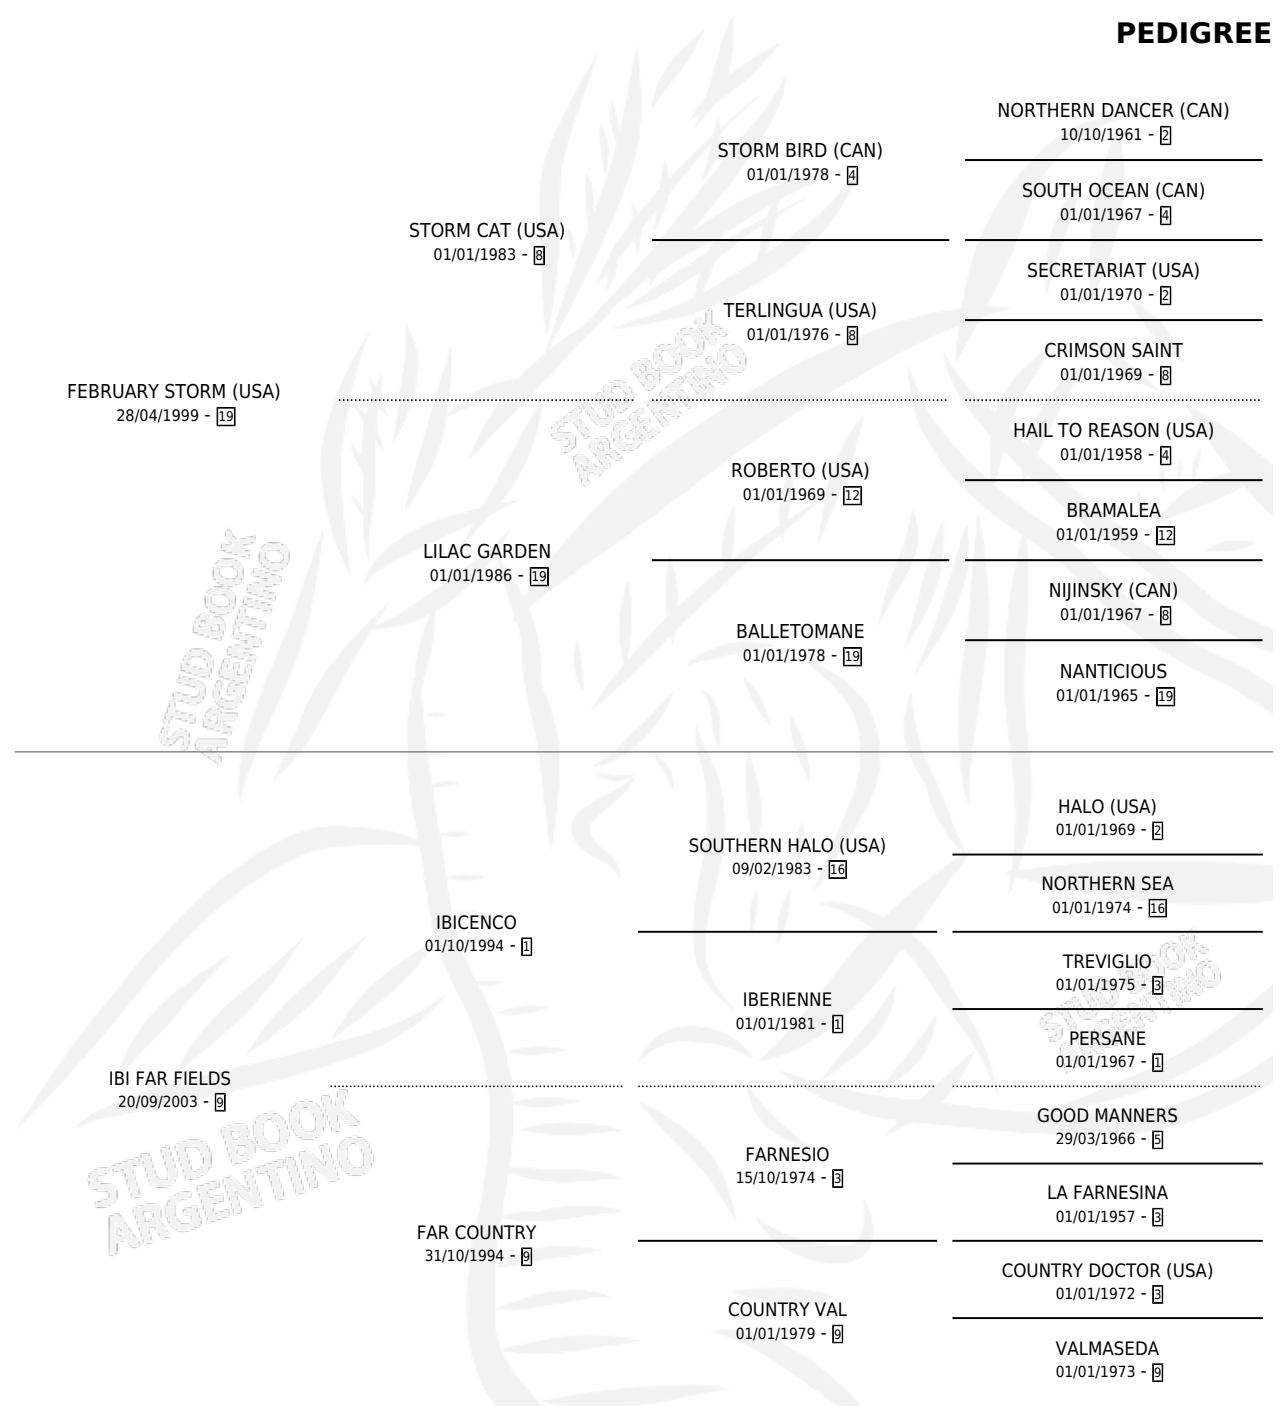 PEDIGREE
NORTHERN DANCER (CAN)
10/10/1961 - 2
STORM BIRD (CAN)
01/01/1978 - 4
SOUTH OCEAN (CAN)
01/01/1967 - 4
STORM CAT (USA)
01/01/1983 - 8
SECRETARIAT (USA)
01/01/1970 - 2
TERLINGUA (USA)
01/01/1976 - 8
CRIMSON SAINT
01/01/1969 - 8
FEBRUARY STORM (USA)
28/04/1999 - 19
HAIL TO REASON (USA)
01/01/1958 - 4
ROBERTO (USA)
01/01/1969 - 12
BRAMALEA
01/01/1959 - 12
LILAC GARDEN
01/01/1986 - 19
NIJINSKY (CAN)
01/01/1967 - 8
BALLETOMANE
01/01/1978 - 19
NANTICIOUS
01/01/1965 - 19
HALO (USA)
01/01/1969 - 2
SOUTHERN HALO (USA)
09/02/1983 - 16
NORTHERN SEA
01/01/1974 - 16
IBICENCO
01/10/1994 - 1
TREVIGLIO
01/01/1975 - 3
IBERIENNE
01/01/1981 - 1
PERSANE
01/01/1967 - 1
IBI FAR FIELDS
20/09/2003 - 9
GOOD MANNERS
29/03/1966 - 5
FARNESIO
15/10/1974 - 3
LA FARNESINA
01/01/1957 - 3
FAR COUNTRY
31/10/1994 - 9
COUNTRY DOCTOR (USA)
01/01/1972 - 3
COUNTRY VAL
01/01/1979 - 9
VALMASEDA
01/01/1973 - 9
STUD BOOK
ARGENTINO
STUD BOOK
ARGENTINO
STUD BOOK
ARGENTINO
STUD BOOK
ARGENTINO